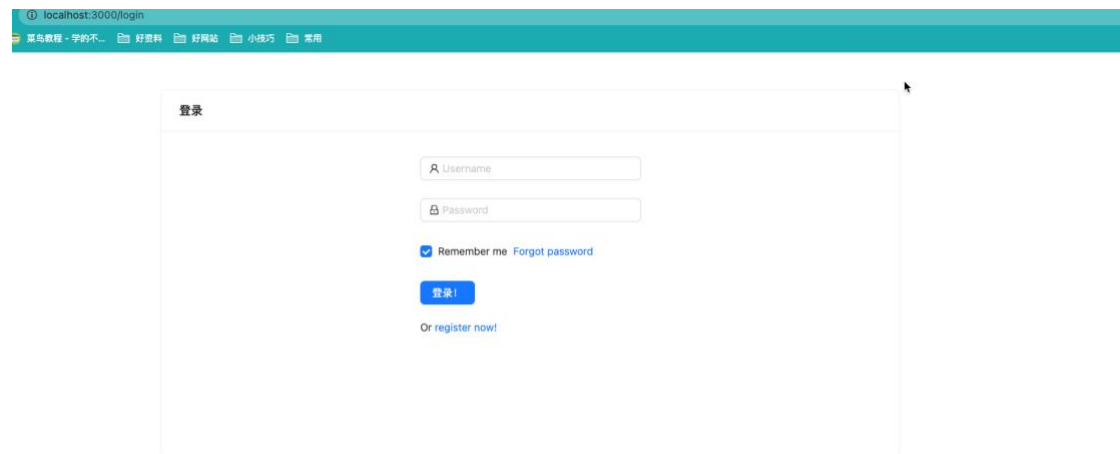 localhost:3000/login
菜鸟教程 - 学的不... 好资料 好网站 小技巧 常用
登录
Username
Password
Remember me Forgot password
登录!
Or register now!